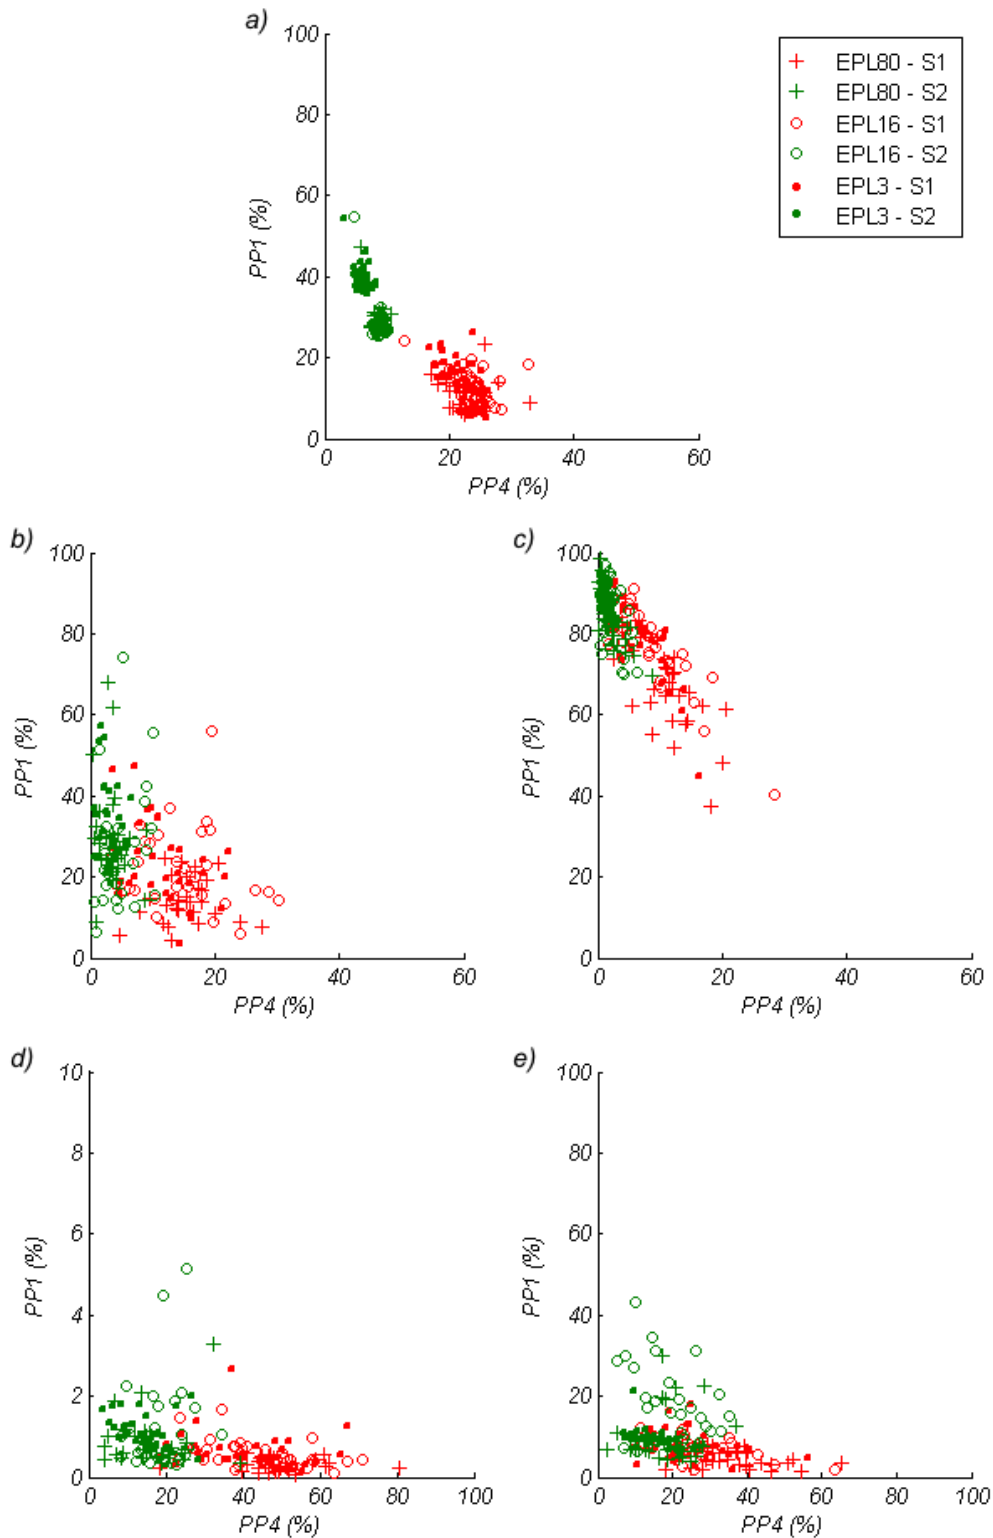 a)
100
80
60
40
20
0
PP1 (%)
0 20 40 60
PP4 (%)
EPL80 - S1
EPL80 - S2
EPL16 - S1
EPL16 - S2
EPL3 - S1
EPL3 - S2
b)
100
80
60
40
20
0
PP1 (%)
0 20 40 60
PP4 (%)
c)
100
80
60
40
20
0
PP1 (%)
0 20 40 60
PP4 (%)
d)
10
8
6
4
2
0
PP1 (%)
0 20 40 60 80 100
PP4 (%)
e)
100
80
60
40
20
0
PP1 (%)
0 20 40 60 80 100
PP4 (%)